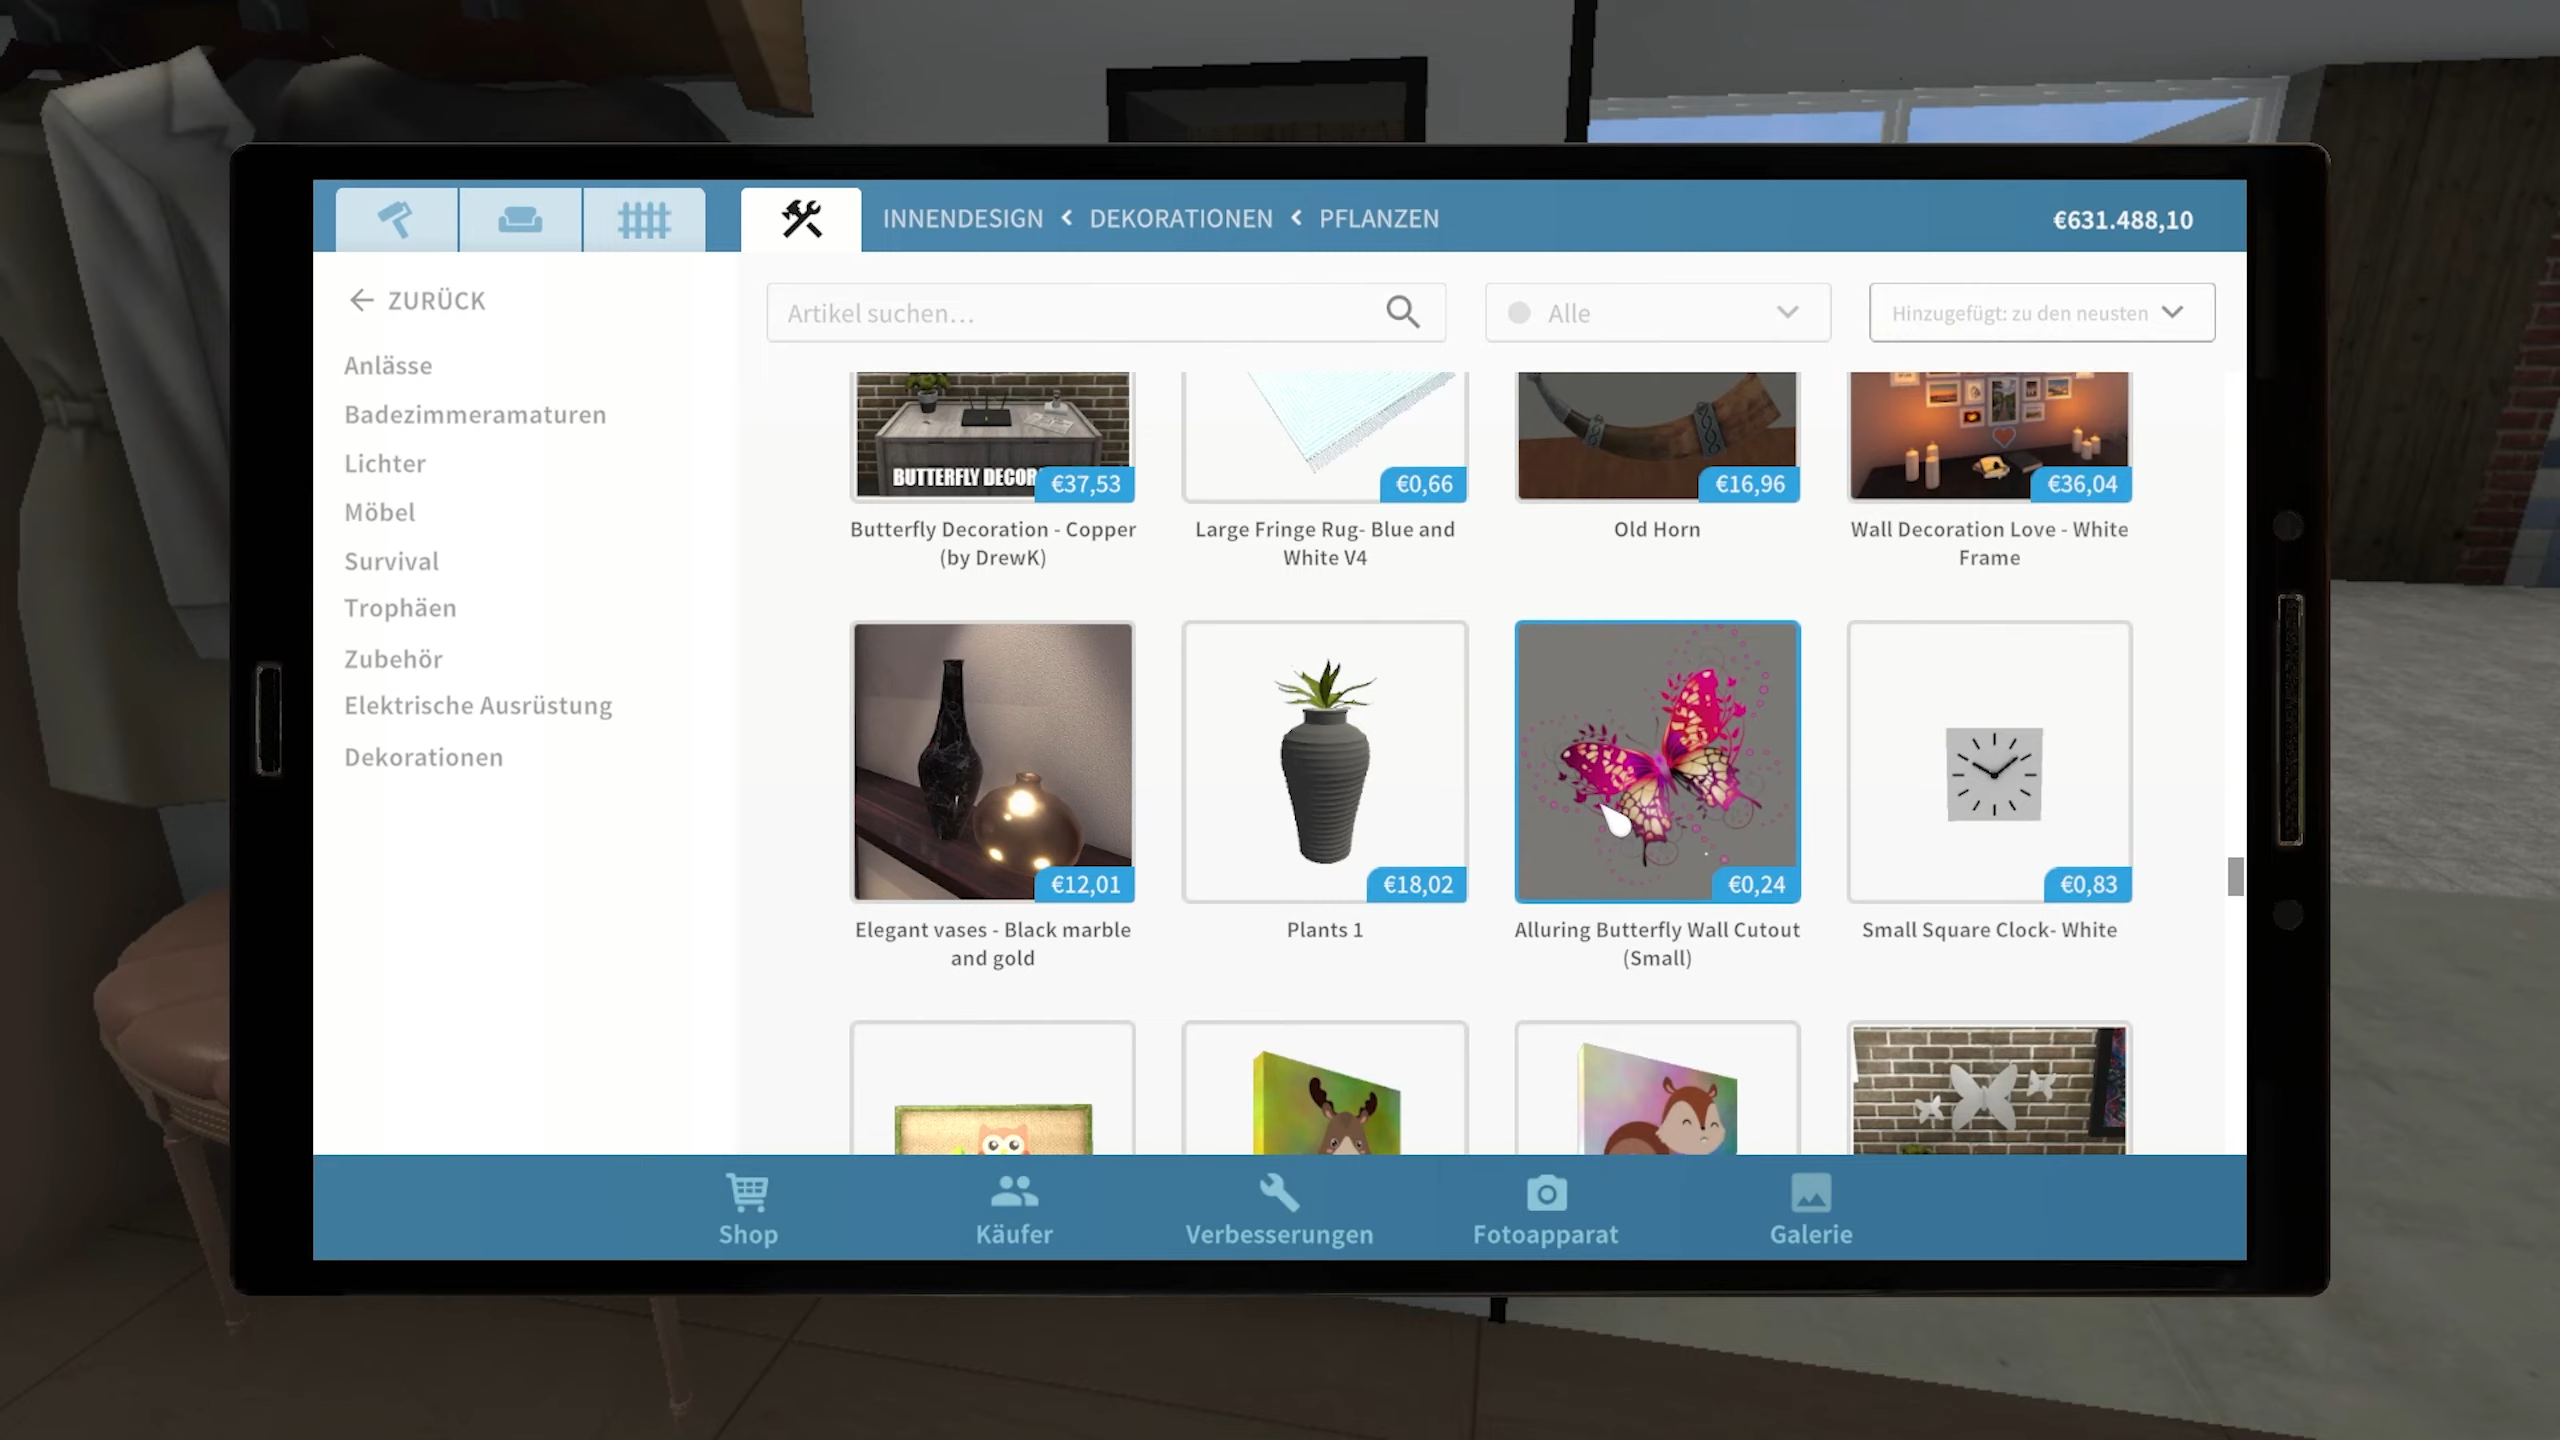 INNENDESIGN < DEKORATIONEN < PFLANZEN
€631.488,10
ZURÜCK
Anlässe
Badezimmeramaturen
Lichter
Möbel
Survival
Trophäen
Zubehör
Elektrische Ausrüstung
Dekorationen
Artikel suchen...
Alle
Hinzugefügt: zu den neusten
BUTTERFLY DECOR
€37,53
€0,66
€16,96
€36,04
Butterfly Decoration - Copper
(by DrewK)
Large Fringe Rug- Blue and
White V4
Old Horn
Wall Decoration Love - White
Frame
€12,01
€18,02
€0,24
€0,83
Elegant vases - Black marble
and gold
Plants 1
Alluring Butterfly Wall Cutout
(Small)
Small Square Clock- White
Shop
Käufer
Verbesserungen
Fotoapparat
Galerie